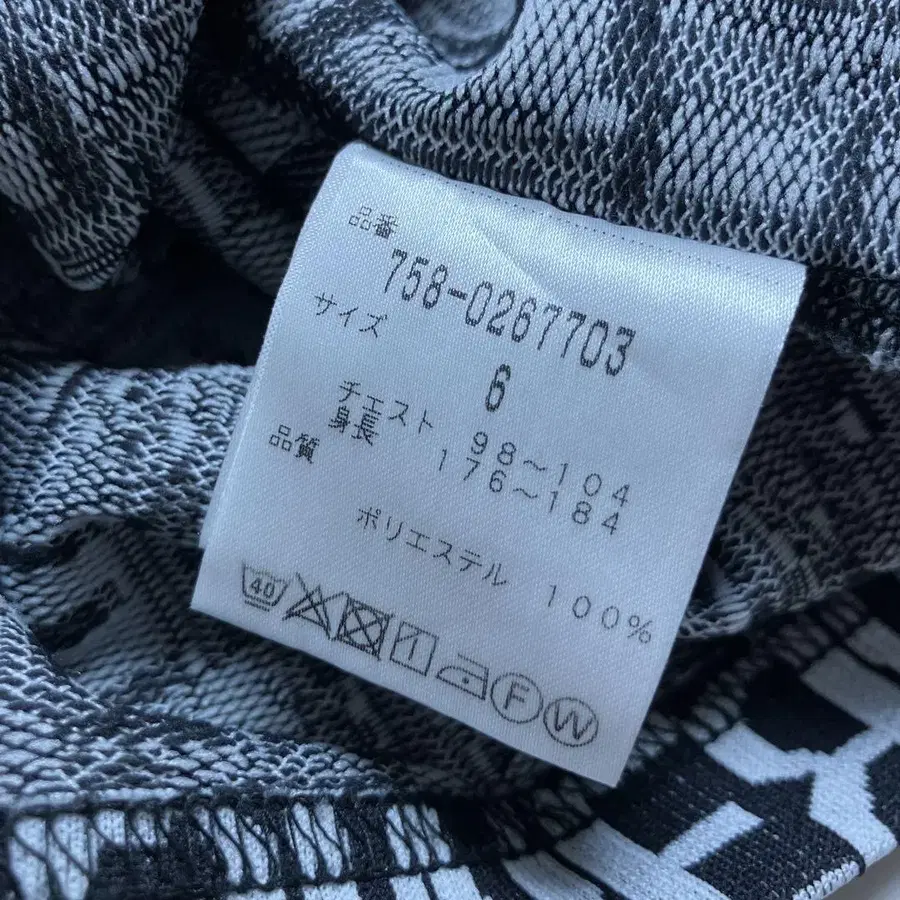 品番
758-0267703
サイズ
6
チェスト 98～104
身長 176～184
品質
ポリエステル 100%
40 F W